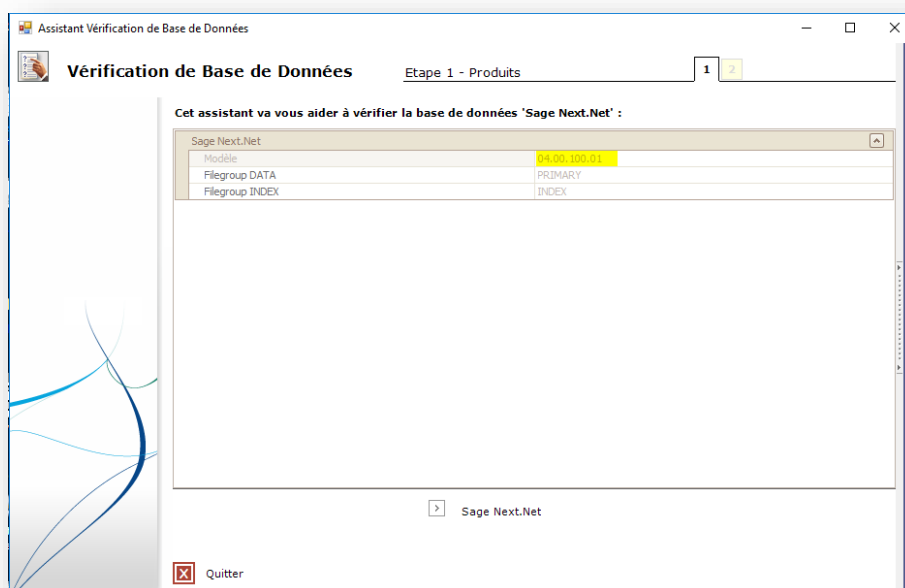 Assistant Vérification de Base de Données
Vérification de Base de Données
Etape 1 - Produits
1
2
Cet assistant va vous aider à vérifier la base de données 'Sage Next.Net' :
Sage Next.Net
Modèle 04.00.100.01
Filegroup DATA PRIMARY
Filegroup INDEX INDEX
Sage Next.Net
Quitter